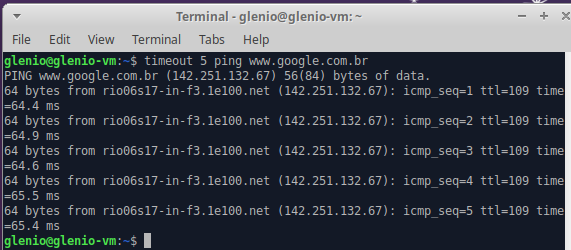 Terminal - glenio@glenio-vm: ~
File Edit View Terminal Tabs Help
glenio@glenio-vm:~$ timeout 5 ping www.google.com.br
PING www.google.com.br (142.251.132.67) 56(84) bytes of data.
64 bytes from rio06s17-in-f3.1e100.net (142.251.132.67): icmp_seq=1 ttl=109 time
=64.4 ms
64 bytes from rio06s17-in-f3.1e100.net (142.251.132.67): icmp_seq=2 ttl=109 time
=64.9 ms
64 bytes from rio06s17-in-f3.1e100.net (142.251.132.67): icmp_seq=3 ttl=109 time
=64.6 ms
64 bytes from rio06s17-in-f3.1e100.net (142.251.132.67): icmp_seq=4 ttl=109 time
=65.5 ms
64 bytes from rio06s17-in-f3.1e100.net (142.251.132.67): icmp_seq=5 ttl=109 time
=65.4 ms
glenio@glenio-vm:~$